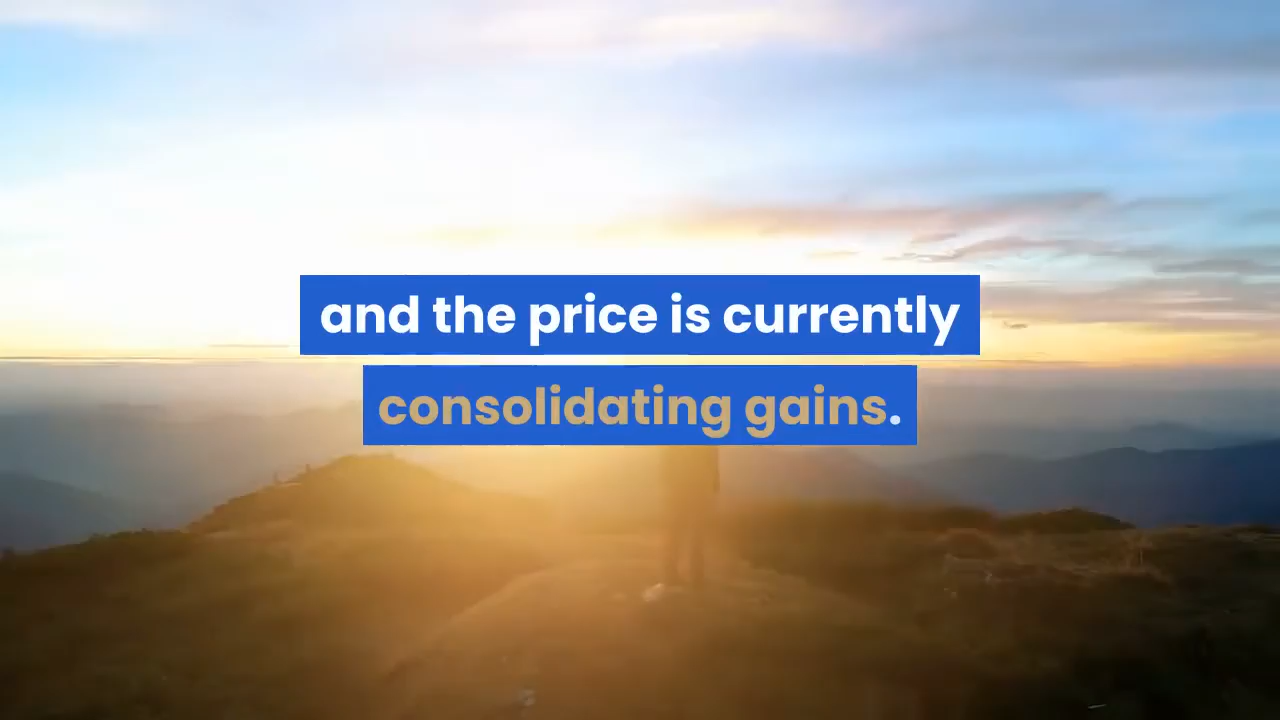 and the price is currently
consolidating gains.